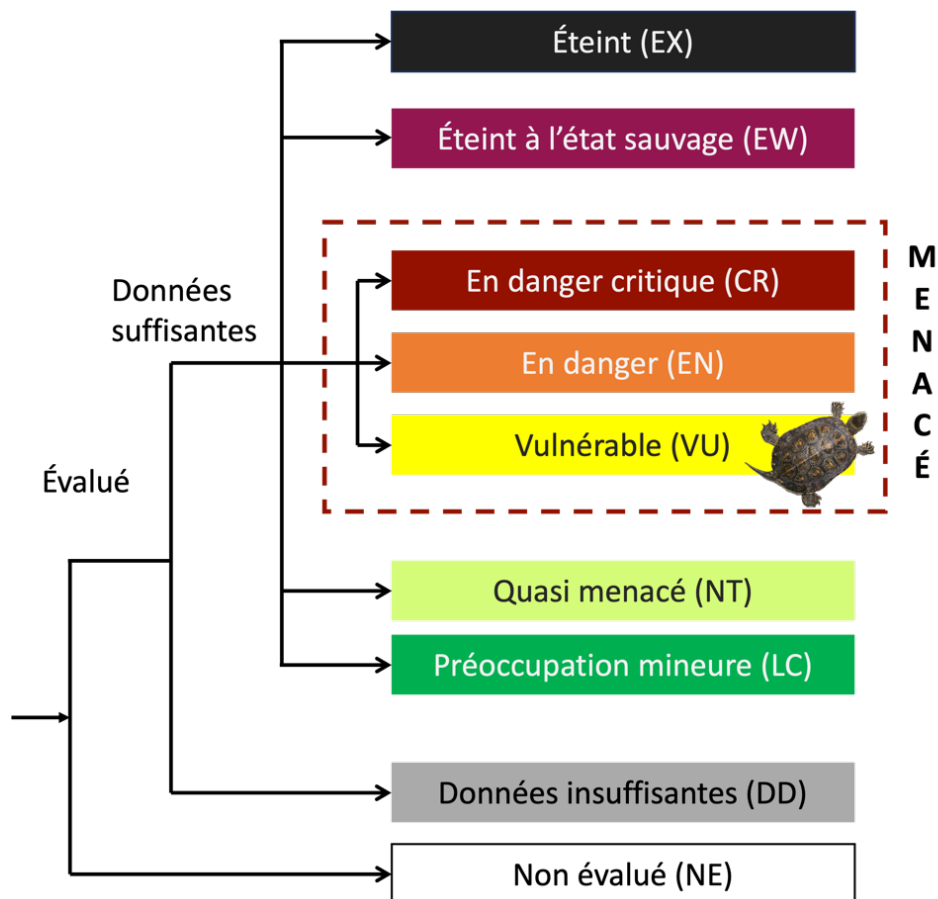 Éteint (EX)
Éteint à l’état sauvage (EW)
Données
suffisantes
En danger critique (CR)
En danger (EN)
Vulnérable (VU)
MENACÉ
Évalué
Quasi menacé (NT)
Préoccupation mineure (LC)
Données insuffisantes (DD)
Non évalué (NE)